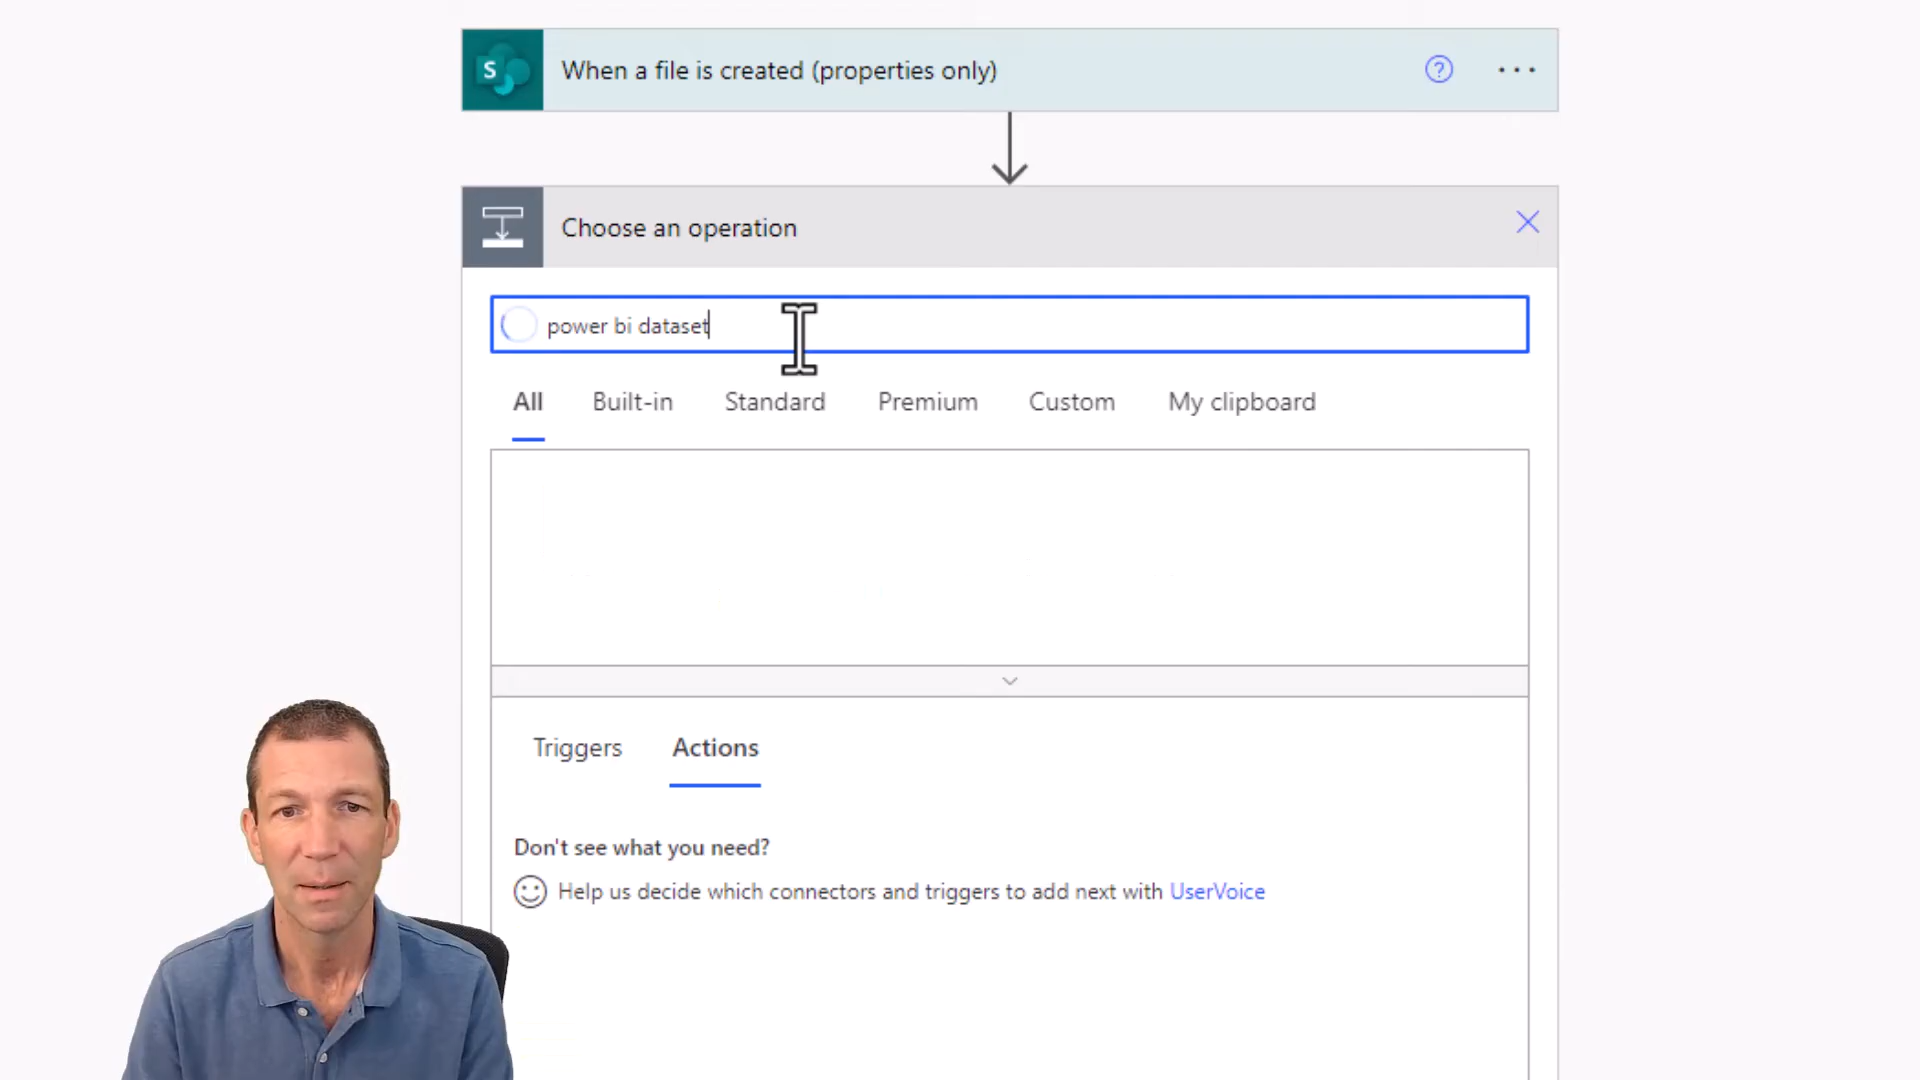 S
When a file is created (properties only)
?
Choose an operation
power bi dataset
All Built-in Standard Premium Custom My clipboard
Triggers Actions
Don't see what you need?
Help us decide which connectors and triggers to add next with UserVoice